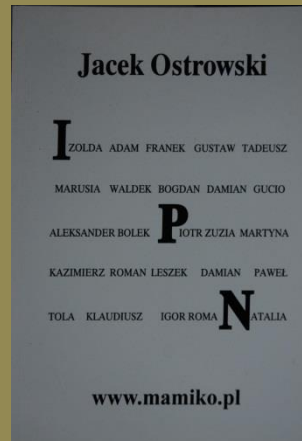 Jacek Ostrowski
IZOLDA ADAM FRANEK GUSTAW TADEUSZ
MARUSIA WALDEK BOGDAN DAMIAN GUCIO
ALEKSANDER BOLEK PIOTR ZUZIA MARTYNA
KAZIMIERZ ROMAN LESZEK DAMIAN PAWEŁ
TOLA KLAUDIUSZ IGOR ROMA NATALIA
www.mamiko.pl